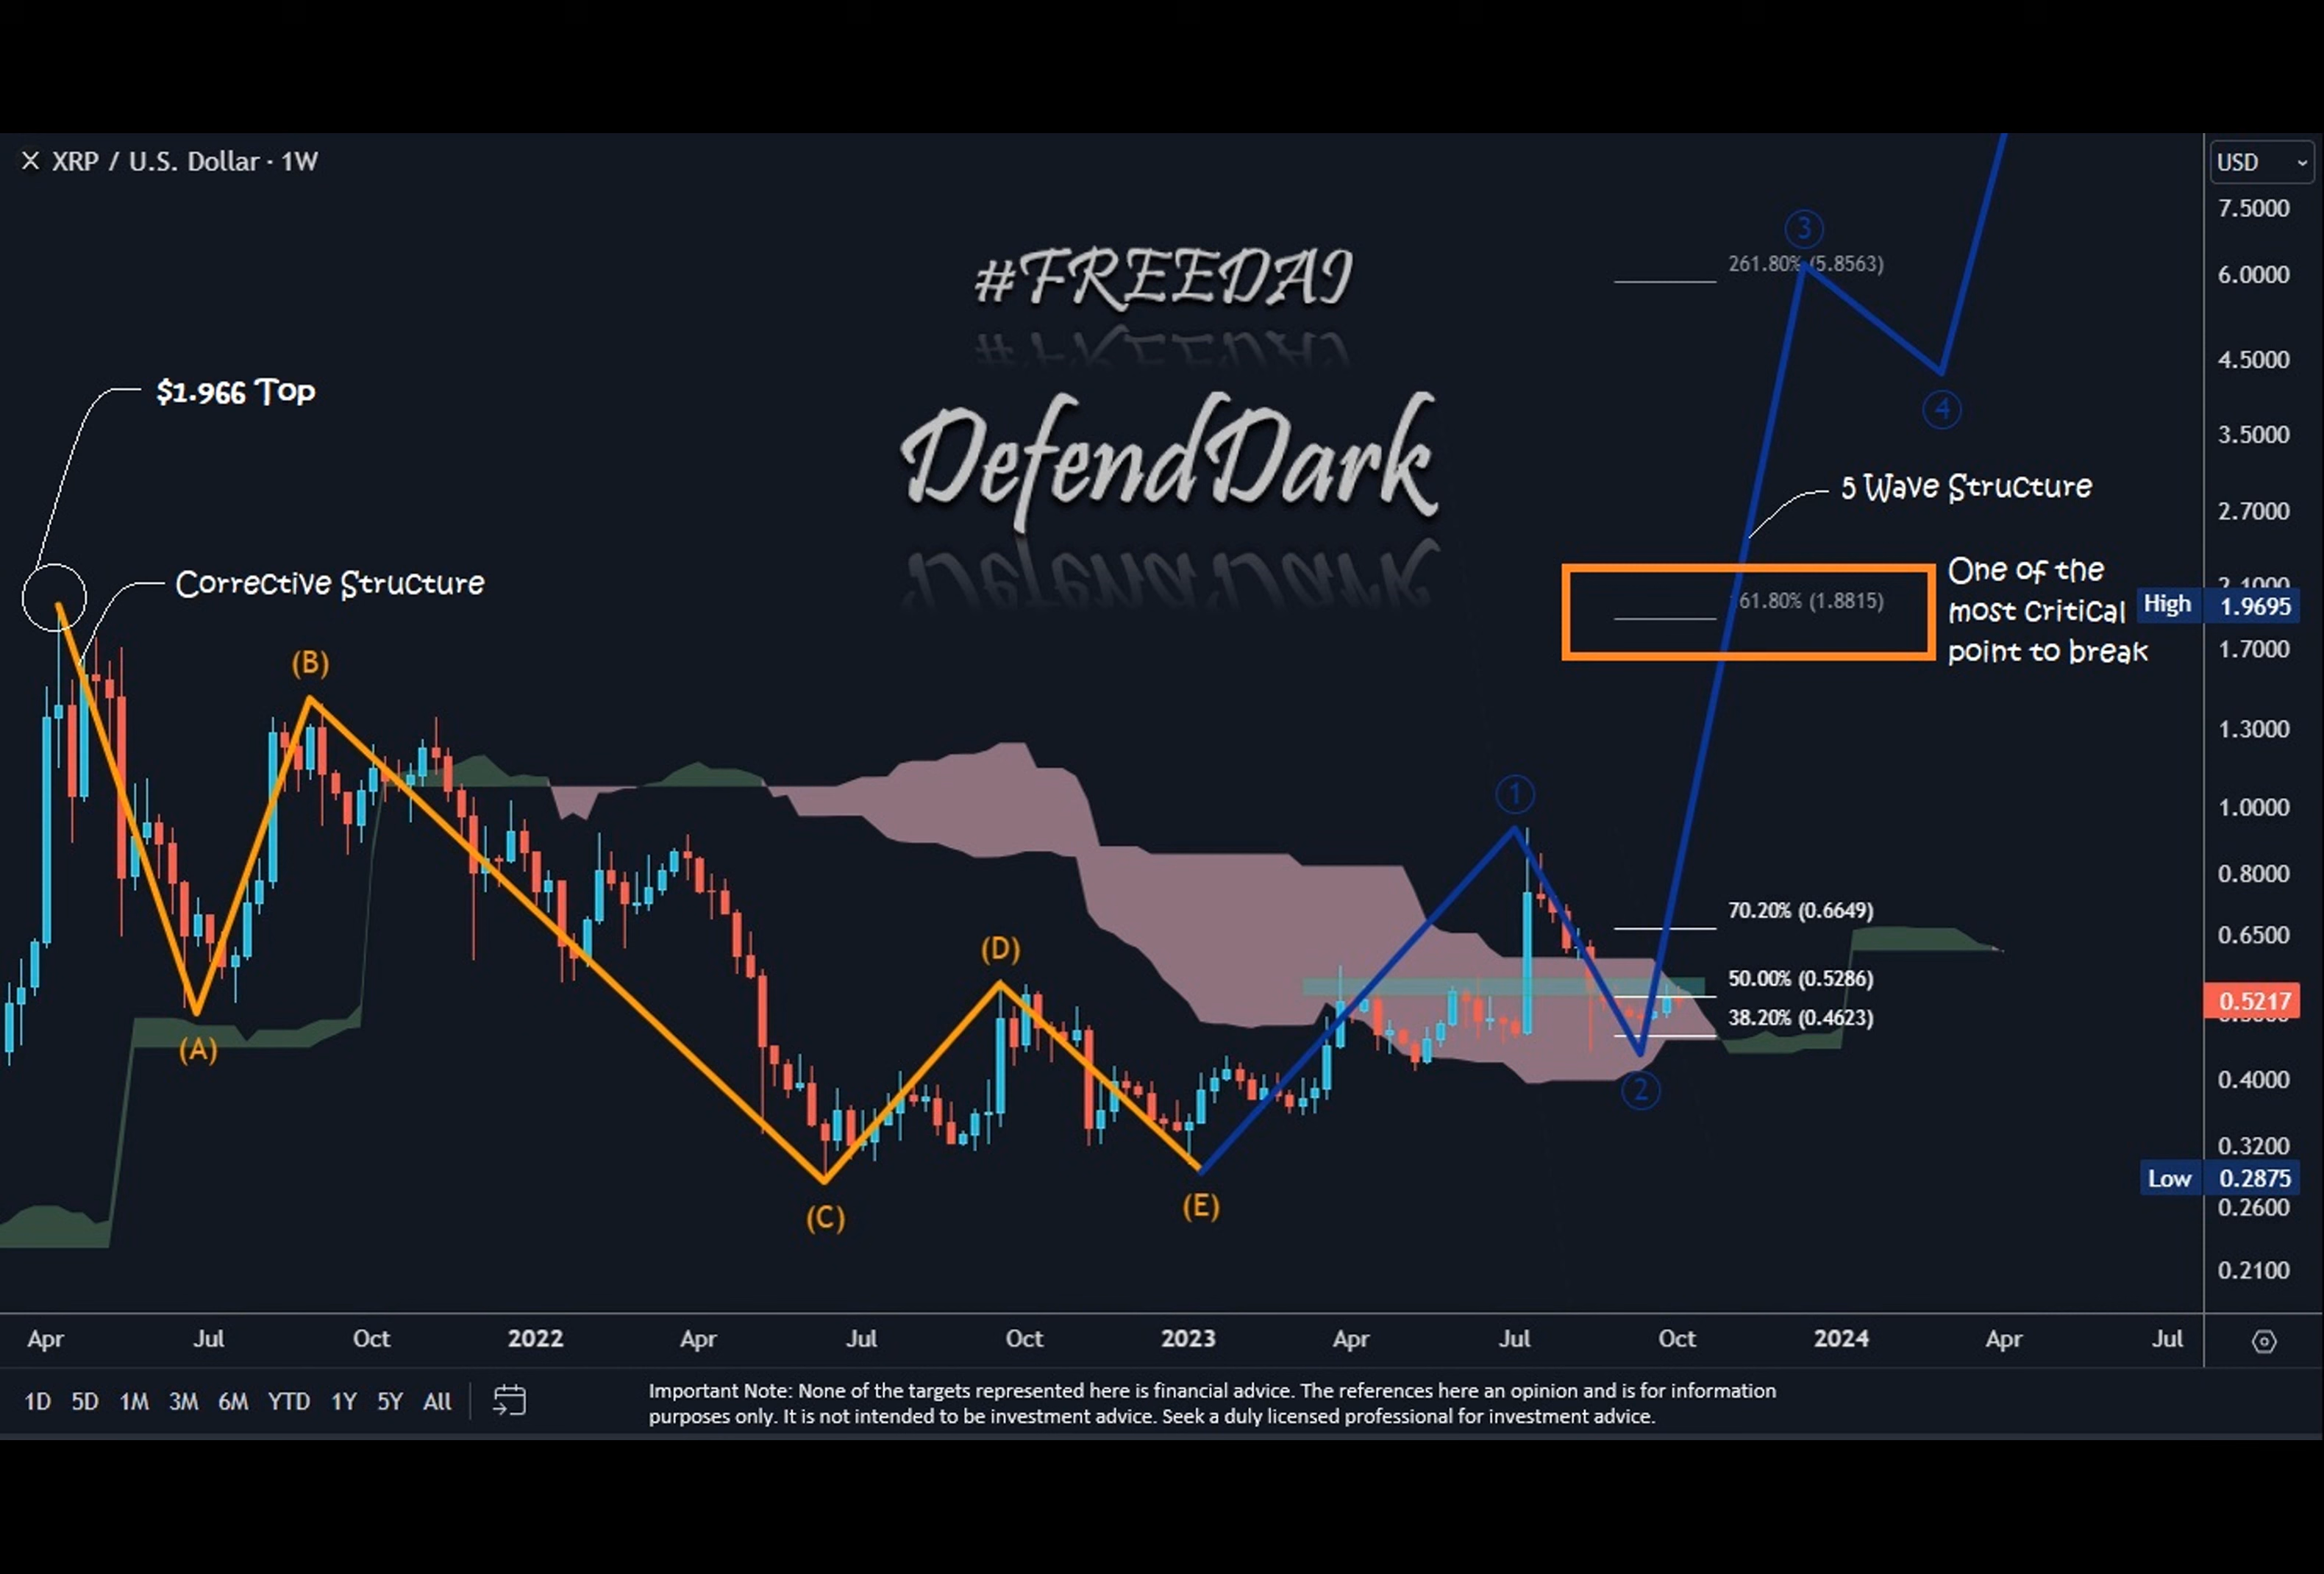 XRP / U.S. Dollar · 1W
USD
7.5000
#FREEDAI
③
261.80% (5.8563)
6.0000
$1.966 Top
4.5000
④
DefendDark
3.5000
5 Wave Structure
2.7000
One of the
most critical
point to break
2.1000
Corrective Structure
61.80% (1.8815)
High 1.9695
1.7000
(B)
1.3000
①
1.0000
0.8000
70.20% (0.6649)
0.6500
(D)
50.00% (0.5286)
0.5217
38.20% (0.4623)
(A)
②
0.4000
0.3200
Low 0.2875
(E)
0.2600
(C)
0.2100
Apr Jul Oct 2022 Apr Jul Oct 2023 Apr Jul Oct 2024 Apr Jul
1D 5D 1M 3M 6M YTD 1Y 5Y All
Important Note: None of the targets represented here is financial advice. The references here an opinion and is for information
purposes only. It is not intended to be investment advice. Seek a duly licensed professional for investment advice.